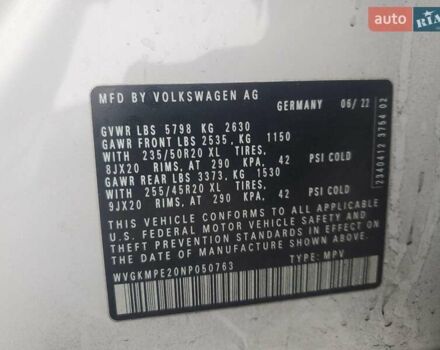 AUTO RIA
MFD BY VOLKSWAGEN AG
GERMANY 06/22
GVWR LBS 5798 KG 2630
GAWR FRONT LBS 2535, KG 1150
WITH 235/50R20 XL TIRES,
8JX20 RIMS, AT 290 KPA, 42 PSI COLD
GAWR REAR LBS 3373, KG 1530
WITH 255/45R20 XL TIRES,
9JX20 RIMS, AT 290 KPA, 42 PSI COLD
THIS VEHICLE CONFORMS TO ALL APPLICABLE
U.S. FEDERAL MOTOR VEHICLE SAFETY AND
THEFT PREVENTION STANDARDS IN EFFECT ON
THE DATE OF MANUFACTURE SHOWN ABOVE.
WVGKMPE20NP050763 TYPE: MPV
2340412 3754 02